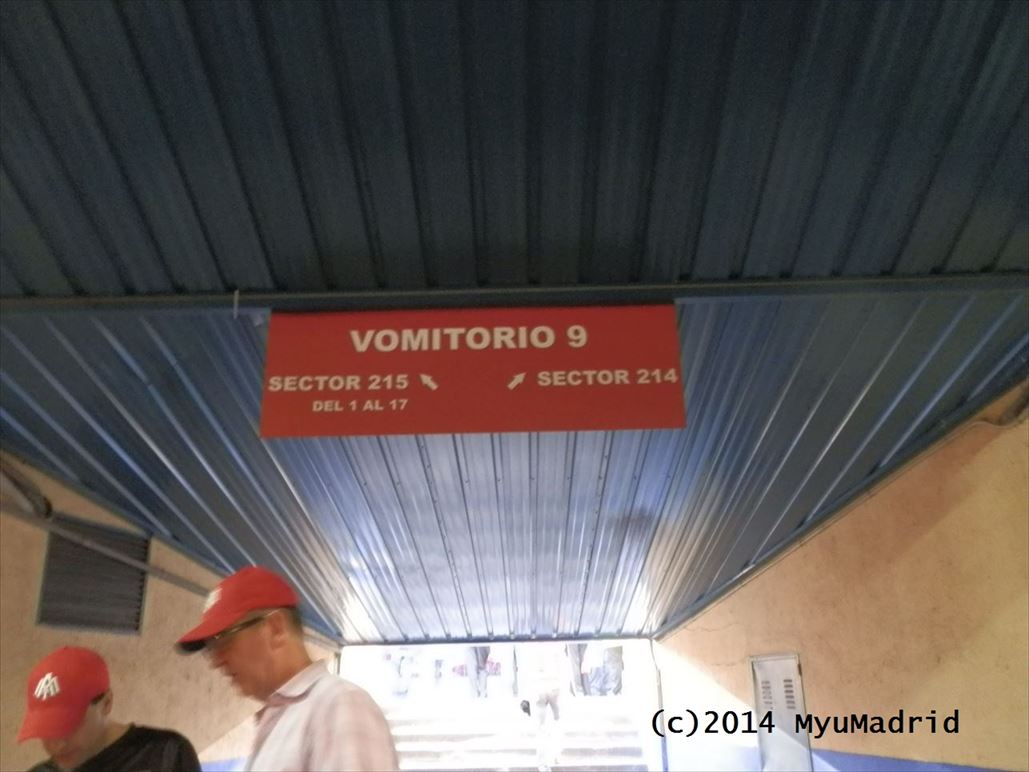 VOMITORIO 9
SECTOR 215 ↖ ↗ SECTOR 214
DEL 1 AL 17
(c)2014 MyuMadrid